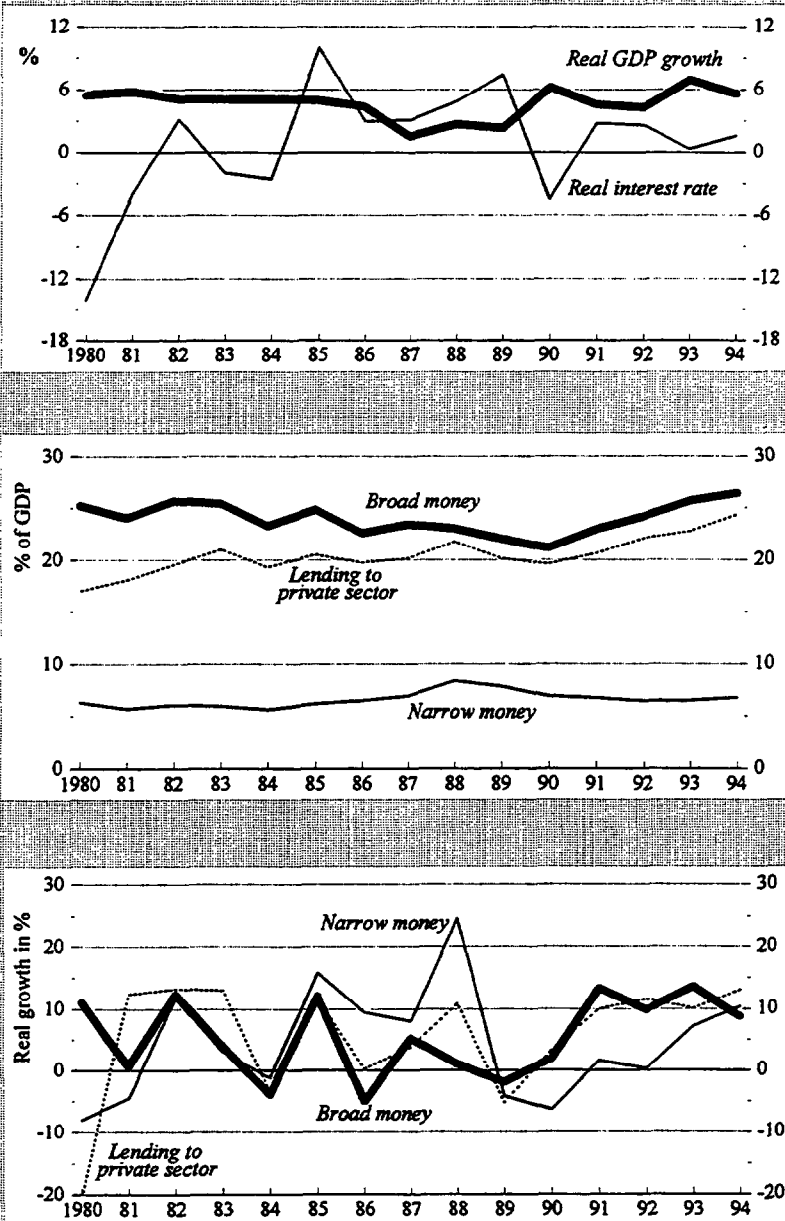 12 12
%
Real GDP growth
6 6
0 0
Real interest rate
-6 -6
-12 -12
-18 -18
1980 81 82 83 84 85 86 87 88 89 90 91 92 93 94
30 30
% of GDP
Broad money
20 20
Lending to
private sector
10 10
Narrow money
0 0
1980 81 82 83 84 85 86 87 88 89 90 91 92 93 94
30 30
Real growth in %
Narrow money
20 20
10 10
0 0
Broad money
-10 -10
Lending to
private sector
-20 -20
1980 81 82 83 84 85 86 87 88 89 90 91 92 93 94